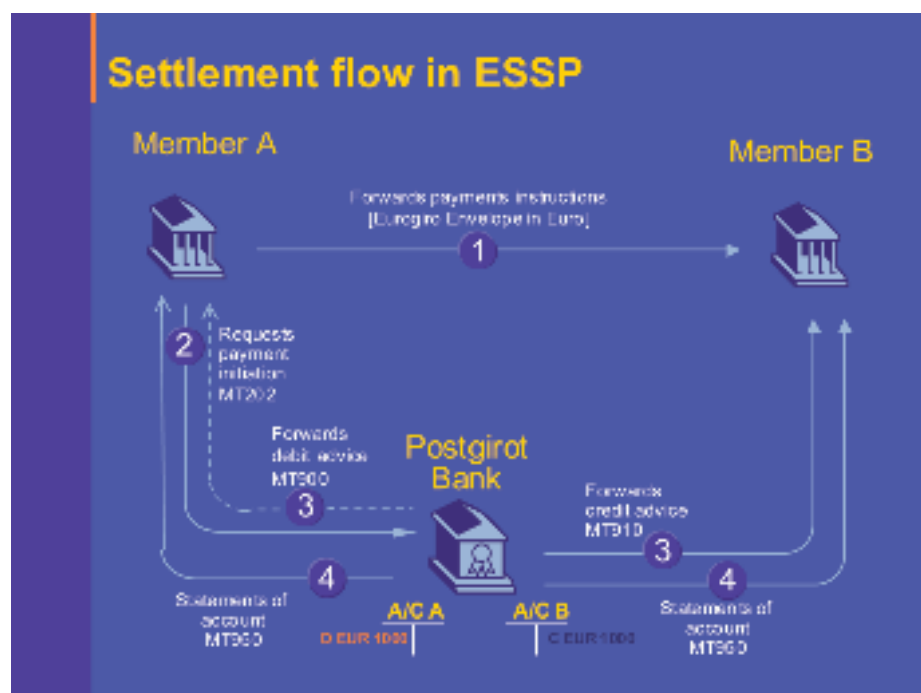 Settlement flow in ESSP
Member A
Member B
Forwards payments instructions
[Eurogiro Envelope in Euro]
1
2
Requests
payment
initiation
MT202
Forwards
debit advice
MT900
3
Postgirot
Bank
Forwards
credit advice
MT910
3
4
4
Statements of
account
MT950
A/C A
D EUR 1000
A/C B
C EUR 1000
Statements of
account
MT950